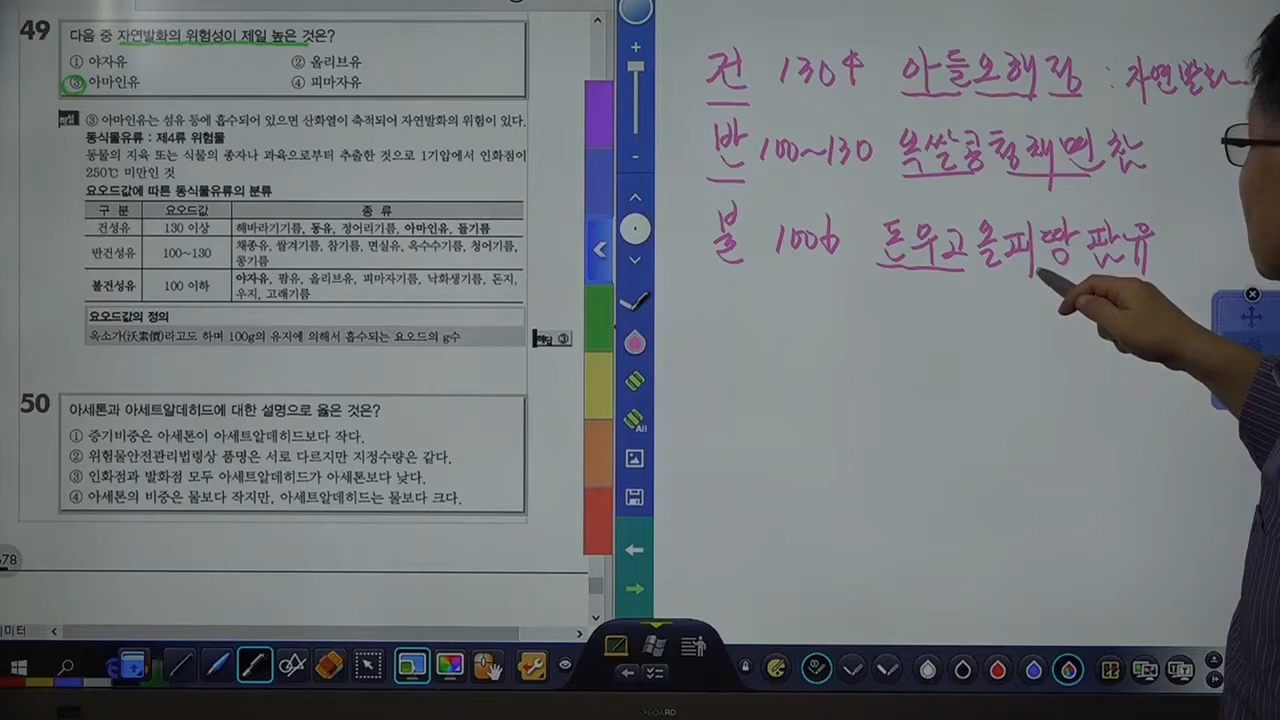 49
다음 중 자연발화의 위험성이 제일 높은 것은?
① 야자유 ② 올리브유
③ 아마인유 ④ 피마자유
해설 ③ 아마인유는 섬유 등에 흡수되어 있으면 산화열이 축적되어 자연발화의 위험이 있다.
동식물유류 : 제4류 위험물
동물의 지육 또는 식물의 종자나 과육으로부터 추출한 것으로 1기압에서 인화점이
250℃ 미만인 것
요오드값에 따른 동식물유류의 분류
구 분 요오드값 종 류
건성유 130 이상 해바라기기름, 동유, 정어리기름, 아마인유, 들기름
반건성유 100~130 채종유, 쌀겨기름, 참기름, 면실유, 옥수수기름, 청어기름,
콩기름
불건성유 100 이하 야자유, 팜유, 올리브유, 피마자기름, 낙화생기름, 돈지,
우지, 고래기름
요오드값의 정의
옥소가(沃素價)라고도 하며 100g의 유지에 의해서 흡수되는 요오드의 g수
해답 ③
50
아세톤과 아세트알데히드에 대한 설명으로 옳은 것은?
① 증기비중은 아세톤이 아세트알데히드보다 작다.
② 위험물안전관리법령상 품명은 서로 다르지만 지정수량은 같다.
③ 인화점과 발화점 모두 아세트알데히드가 아세톤보다 낮다.
④ 아세톤의 비중은 물보다 작지만, 아세트알데히드는 물보다 크다.
78
미터
All
건 130↑ 아들오해정 : 자연발화
반 100~130 옥쌀콩청채면참
불 100↓ 돈우고올피땅팜유